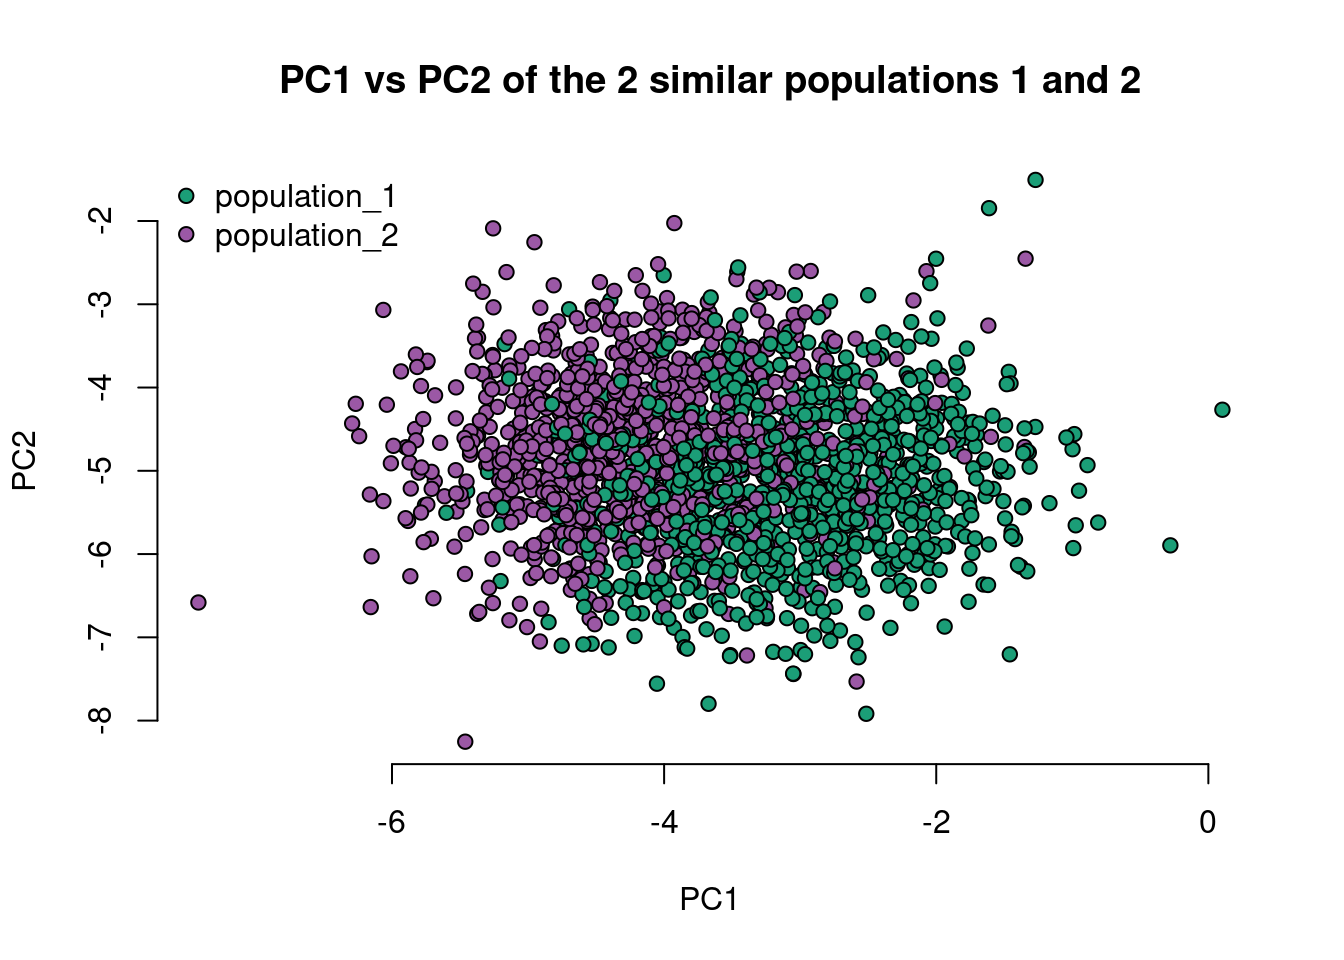 PC1 vs PC2 of the 2 similar populations 1 and 2
population_1
population_2
-2
-3
-4
-5
-6
-7
-8
PC2
-6 -4 -2 0
PC1